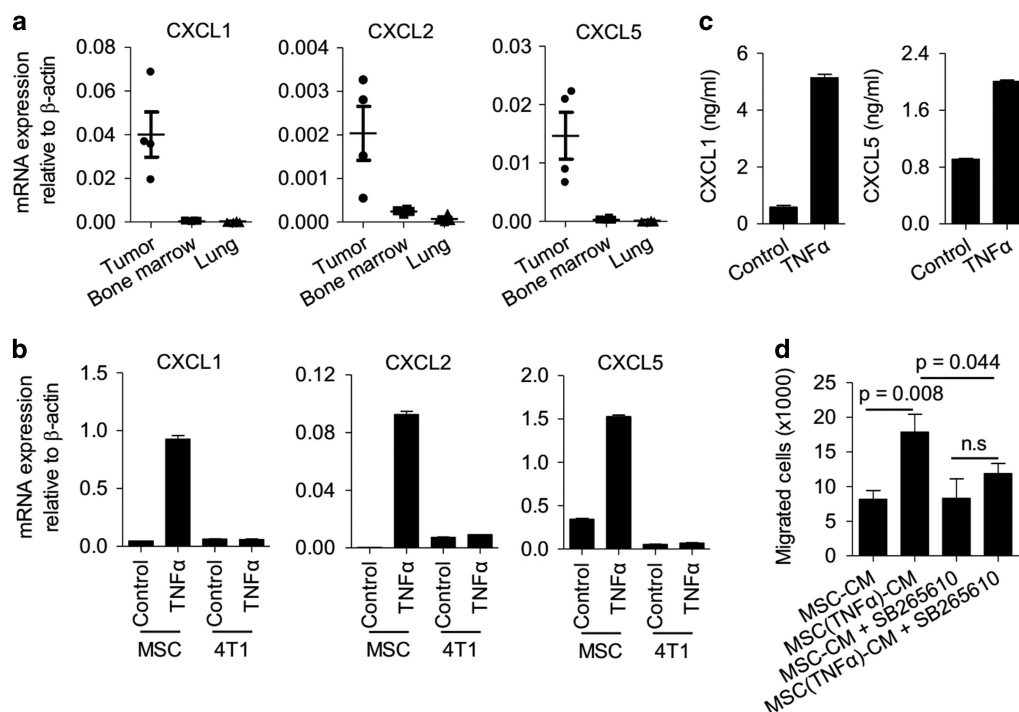 a
CXCL1
CXCL2
CXCL5
mRNA expression
relative to β-actin
0.08
0.06
0.04
0.02
0.00
Tumor
Bone marrow
Lung
0.004
0.003
0.002
0.001
0.000
Tumor
Bone marrow
Lung
0.03
0.02
0.01
0.00
Tumor
Bone marrow
Lung
c
CXCL1 (ng/ml)
6
4
2
0
Control
TNFα
CXCL5 (ng/ml)
2.4
1.6
0.8
0.0
Control
TNFα
b
CXCL1
CXCL2
CXCL5
mRNA expression
relative to β-actin
1.5
1.0
0.5
0.0
Control
TNFα
Control
TNFα
MSC
4T1
0.12
0.08
0.04
0.00
Control
TNFα
Control
TNFα
MSC
4T1
2.0
1.5
1.0
0.5
0.0
Control
TNFα
Control
TNFα
MSC
4T1
d
p = 0.044
p = 0.008
n.s
Migrated cells (x1000)
25
20
15
10
5
0
MSC-CM
MSC(TNFα)-CM
MSC-CM + SB265610
MSC(TNFα)-CM + SB265610